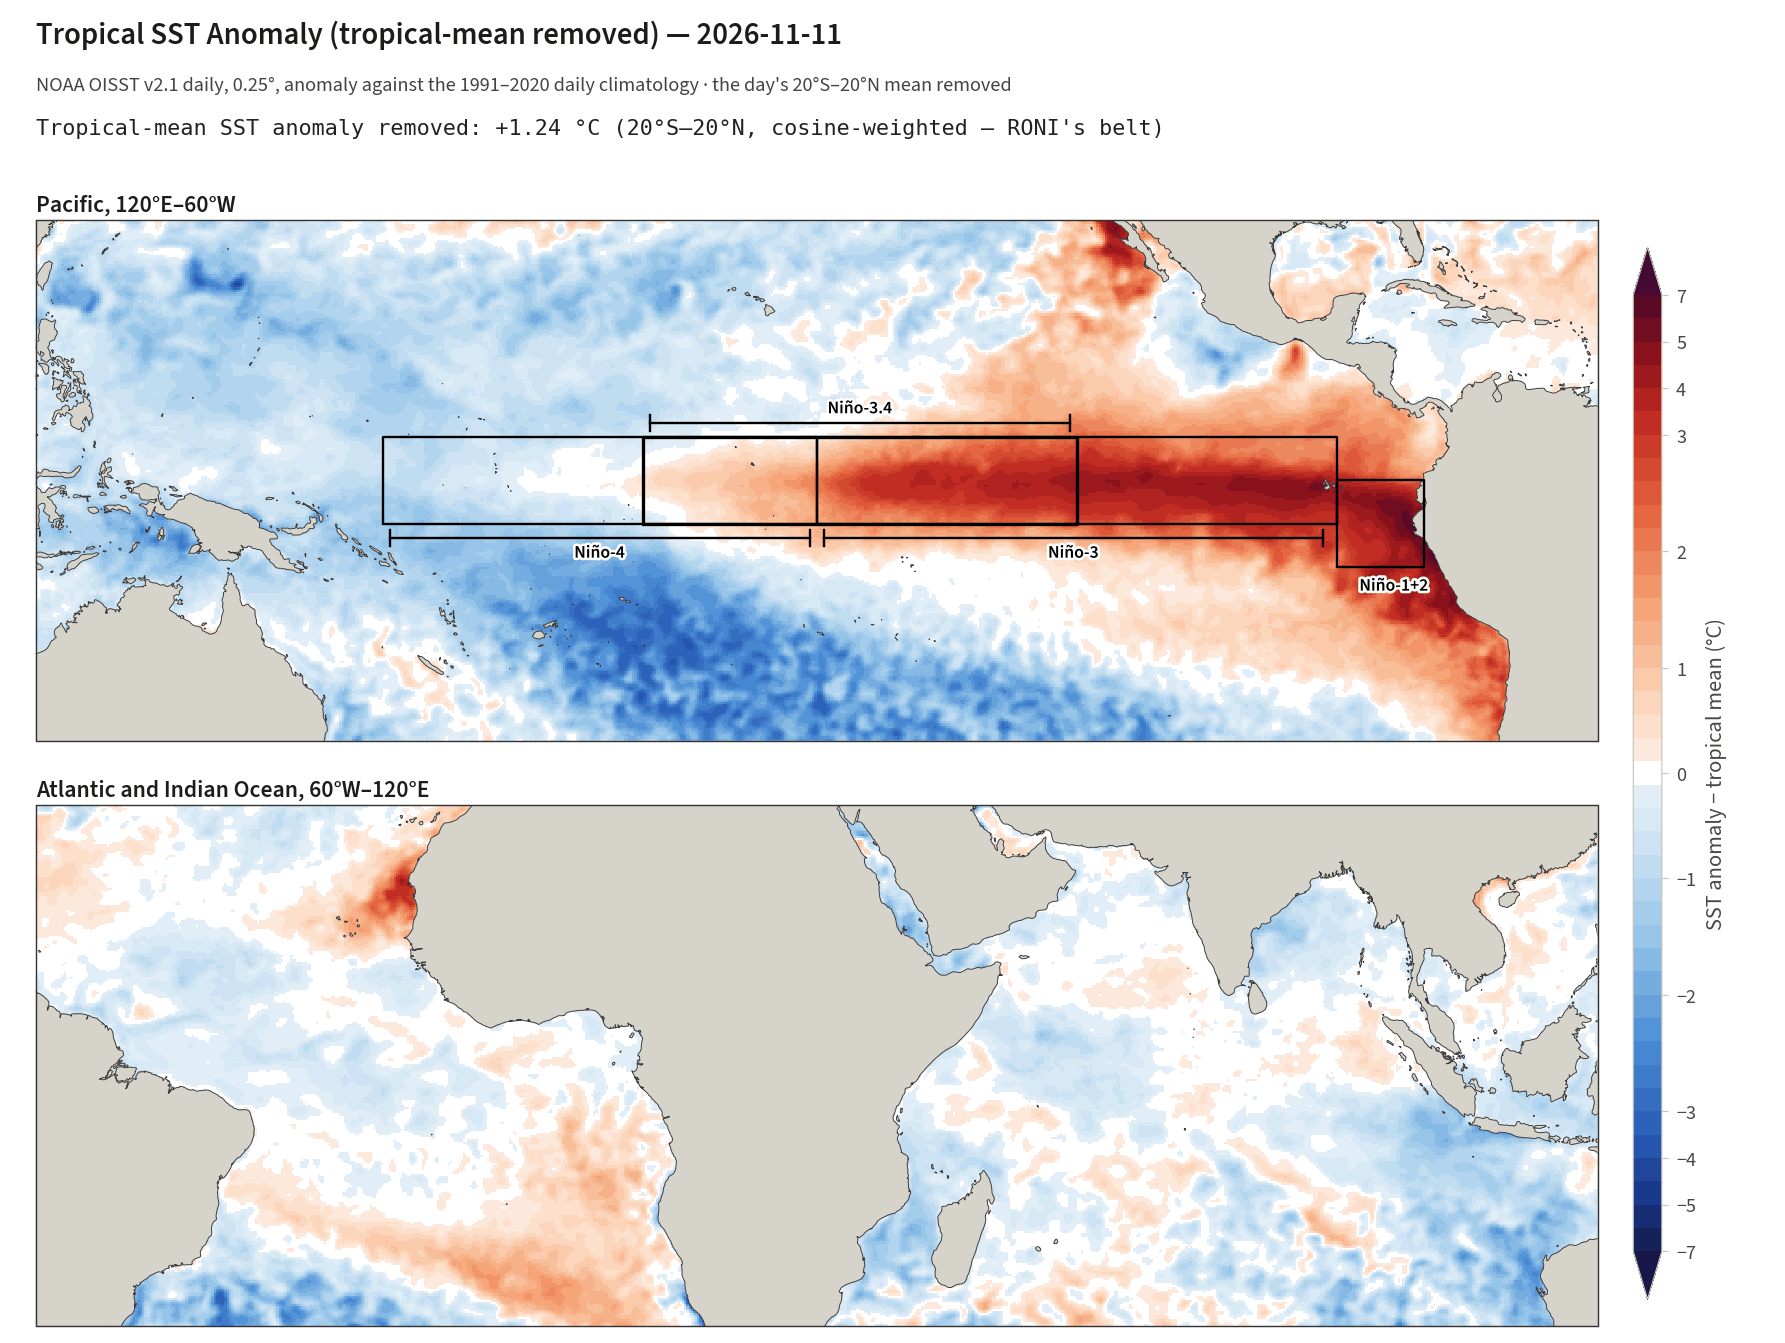 Tropical SST Anomaly (tropical-mean removed) — 2026-11-11
NOAA OISST v2.1 daily, 0.25°, anomaly against the 1991–2020 daily climatology · the day's 20°S–20°N mean removed
Tropical-mean SST anomaly removed: +1.24 °C (20°S–20°N, cosine-weighted — RONI's belt)
Pacific, 120°E–60°W
Niño-3.4
Niño-4
Niño-3
Niño-1+2
Atlantic and Indian Ocean, 60°W–120°E
7
5
4
3
2
1
0
−1
−2
−3
−4
−5
−7
SST anomaly − tropical mean (°C)